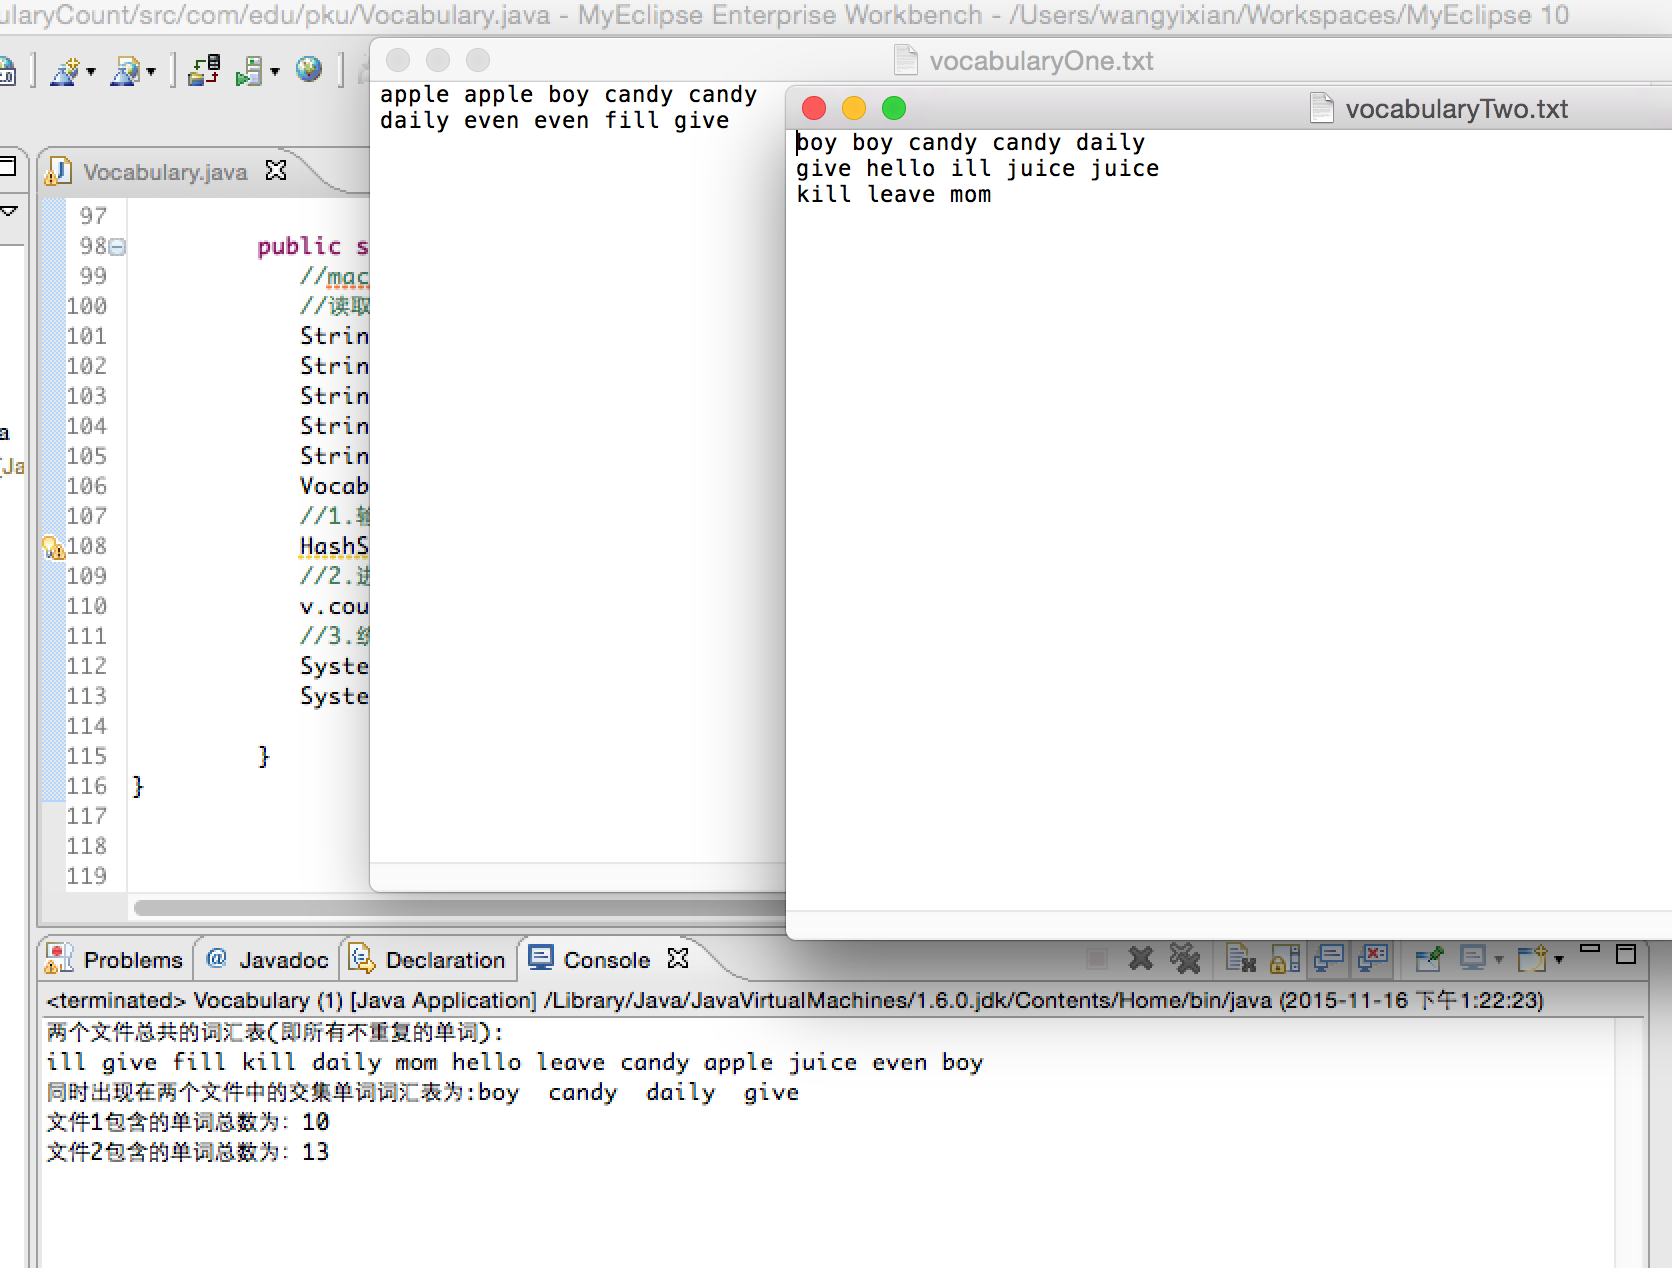 ularyCount/src/com/edu/pku/Vocabulary.java - MyEclipse Enterprise Workbench - /Users/wangyixian/Workspaces/MyEclipse 10
vocabularyOne.txt
apple apple boy candy candy
daily even even fill give
vocabularyTwo.txt
boy boy candy candy daily
give hello ill juice juice
kill leave mom
Vocabulary.java
97
98 public s
99 //mac
100 //读取
101 Strin
102 Strin
103 Strin
104 Strin
105 Strin
106 Vocab
107 //1.输
108 HashS
109 //2.进
110 v.cou
111 //3.统
112 Syste
113 Syste
114
115 }
116 }
117
118
119
a
Ja
Problems @ Javadoc Declaration Console
<terminated> Vocabulary (1) [Java Application] /Library/Java/JavaVirtualMachines/1.6.0.jdk/Contents/Home/bin/java (2015-11-16 下午1:22:23)
两个文件总共的词汇表(即所有不重复的单词):
ill give fill kill daily mom hello leave candy apple juice even boy
同时出现在两个文件中的交集单词词汇表为:boy candy daily give
文件1包含的单词总数为: 10
文件2包含的单词总数为: 13